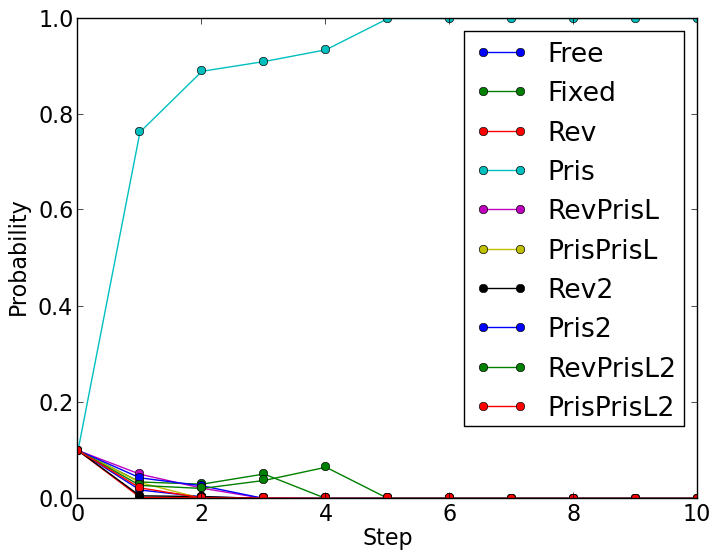 1.0
0.8
0.6
0.4
0.2
0.0
Probability
Free
Fixed
Rev
Pris
RevPrisL
PrisPrisL
Rev2
Pris2
RevPrisL2
PrisPrisL2
0 2 4 6 8 10
Step